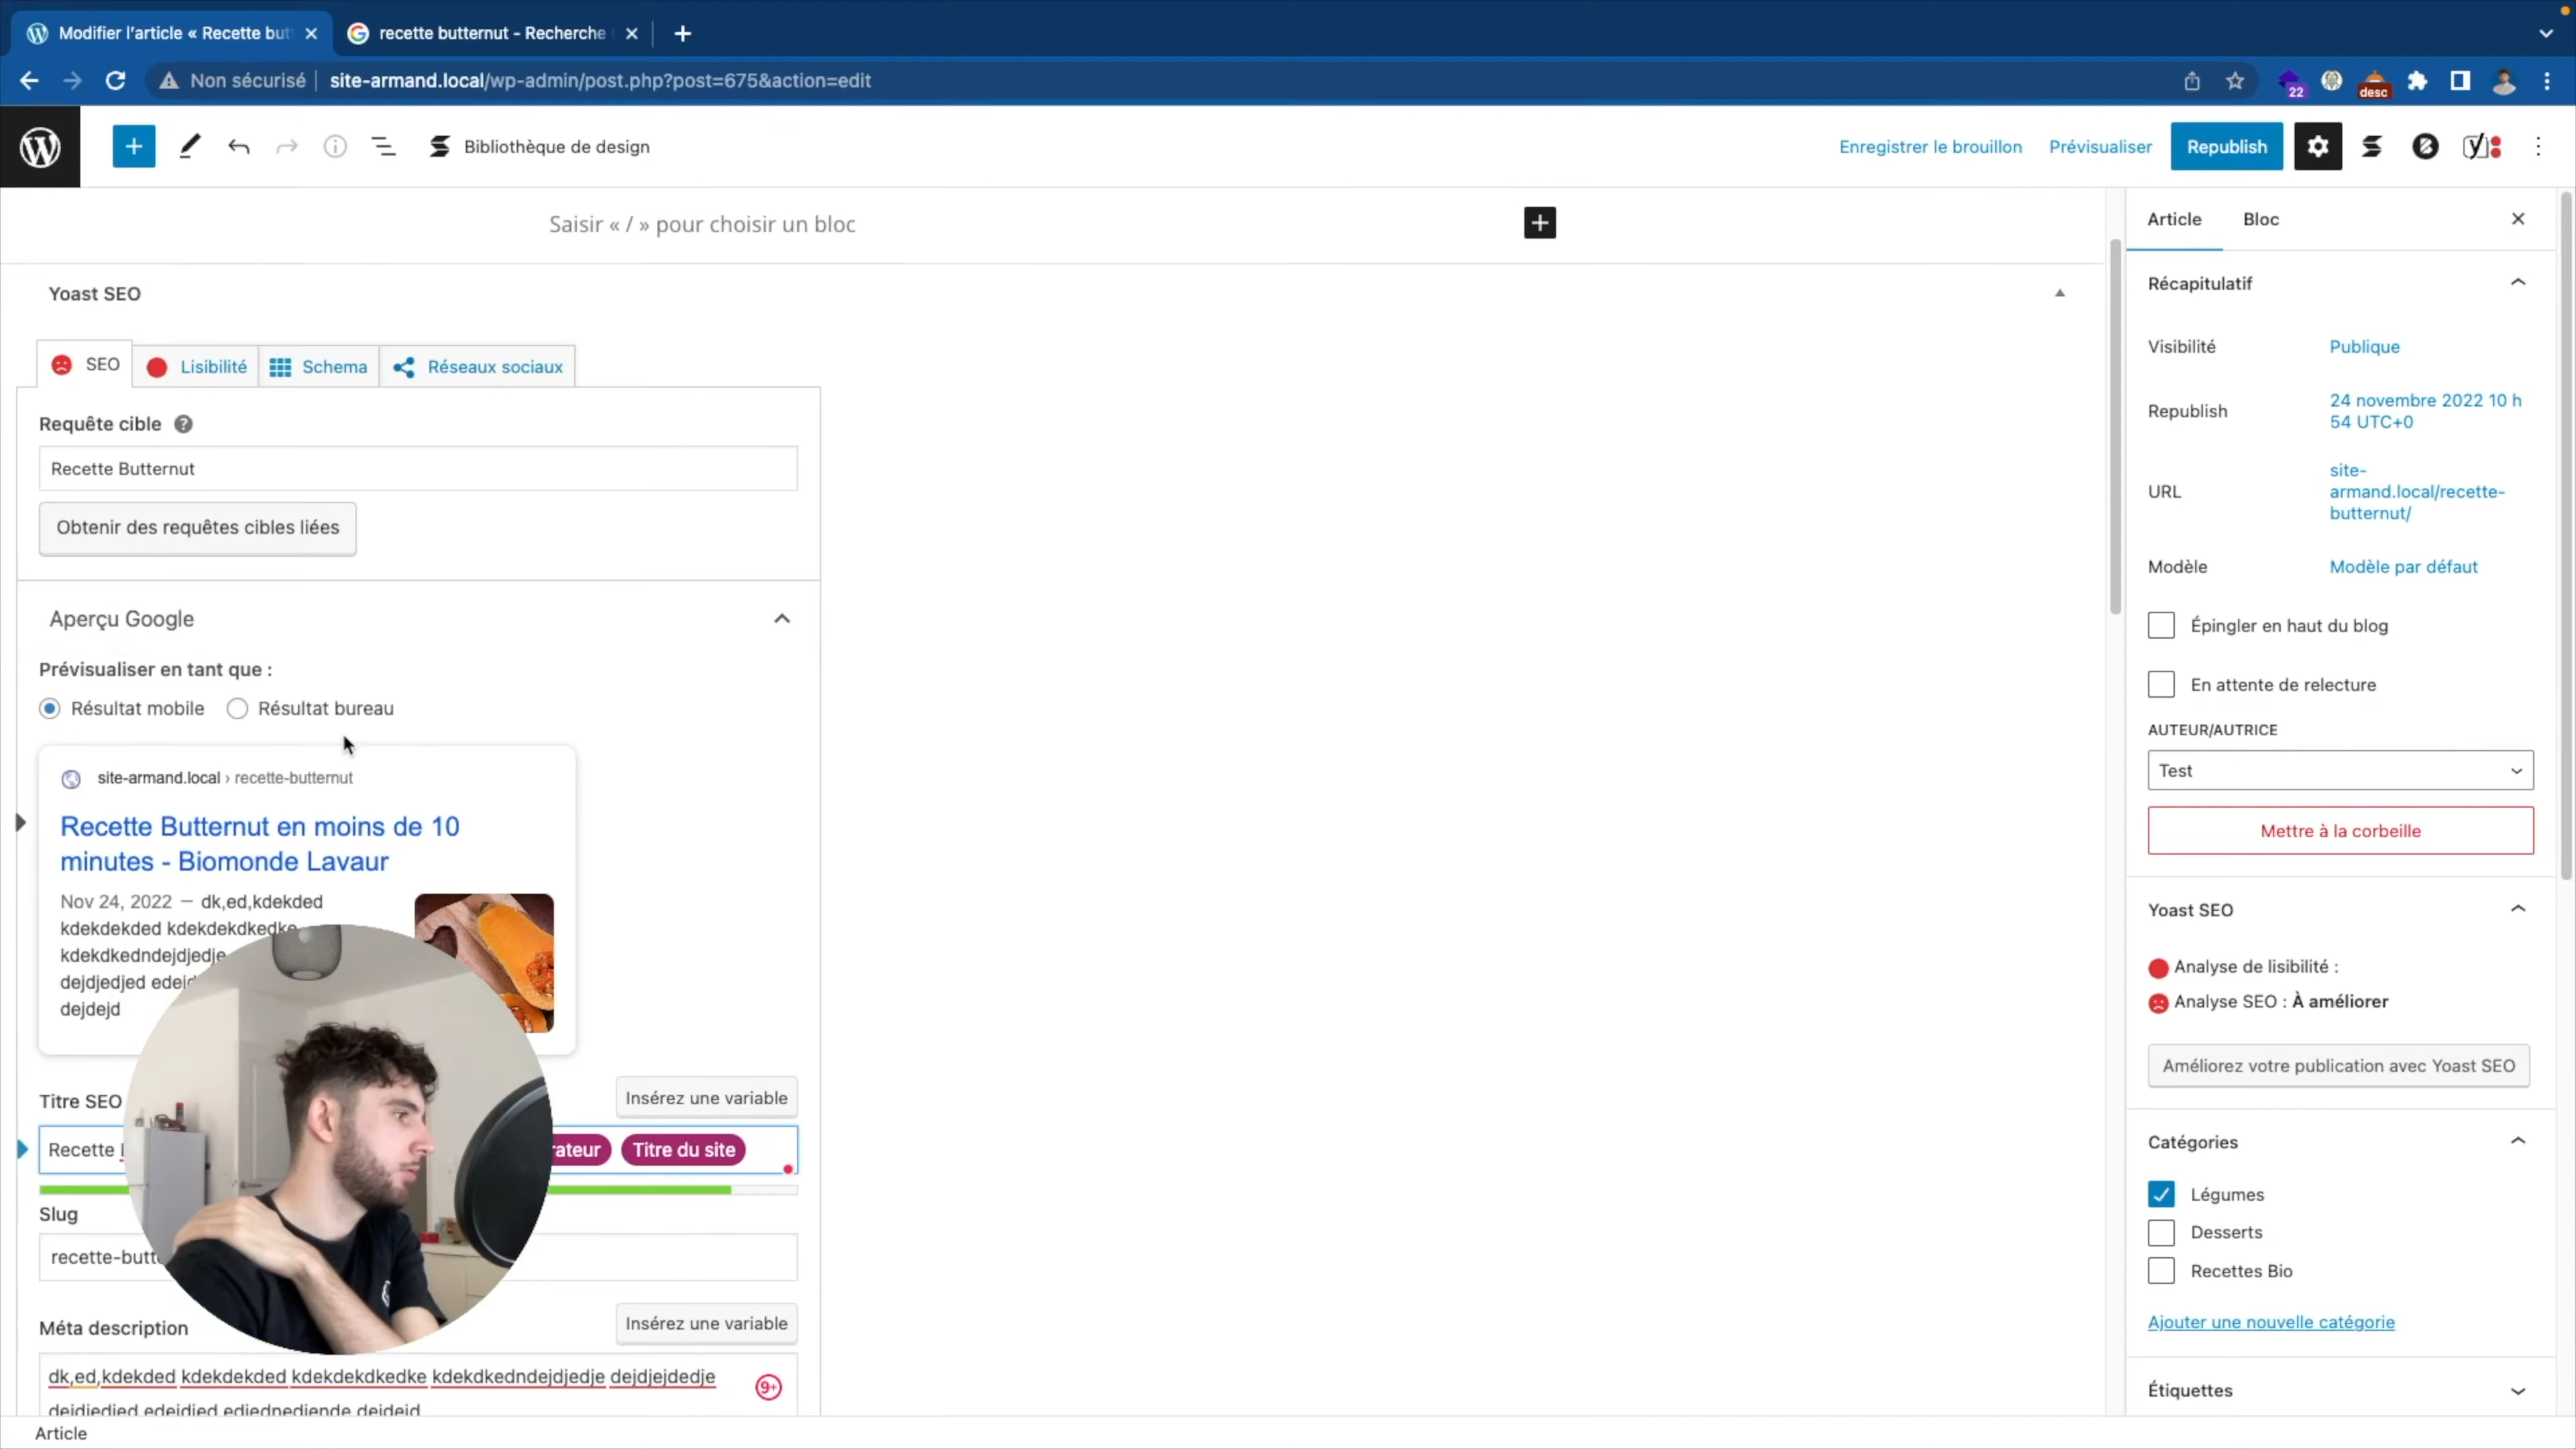 Modifier l'article « Recette but
recette butternut - Recherche
Non sécurisé
site-armand.local/wp-admin/post.php?post=675&action=edit
22
desc
Bibliothèque de design
Enregistrer le brouillon
Prévisualiser
Republish
Saisir « / » pour choisir un bloc
Yoast SEO
SEO
Lisibilité
Schema
Réseaux sociaux
Requête cible
Recette Butternut
Obtenir des requêtes cibles liées
Aperçu Google
Prévisualiser en tant que :
Résultat mobile
Résultat bureau
site-armand.local › recette-butternut
Recette Butternut en moins de 10
minutes - Biomonde Lavaur
Nov 24, 2022 — dk,ed,kdekded
kdekdekded kdekdekdkedke
kdekdkedndejdjedje
dejdjedjed
dejdejd
Titre SEO
Insérez une variable
Recette
rateur
Titre du site
Slug
recette-butt
Méta description
Insérez une variable
dk,ed,kdekded kdekdekded kdekdekdkedke kdekdkedndejdjedje dejdjejdedje
9+
Article
Article
Bloc
Récapitulatif
Visibilité
Publique
Republish
24 novembre 2022 10 h
54 UTC+0
URL
site-
armand.local/recette-
butternut/
Modèle
Modèle par défaut
Épingler en haut du blog
En attente de relecture
AUTEUR/AUTRICE
Test
Mettre à la corbeille
Yoast SEO
Analyse de lisibilité :
Analyse SEO : À améliorer
Améliorez votre publication avec Yoast SEO
Catégories
Légumes
Desserts
Recettes Bio
Ajouter une nouvelle catégorie
Étiquettes